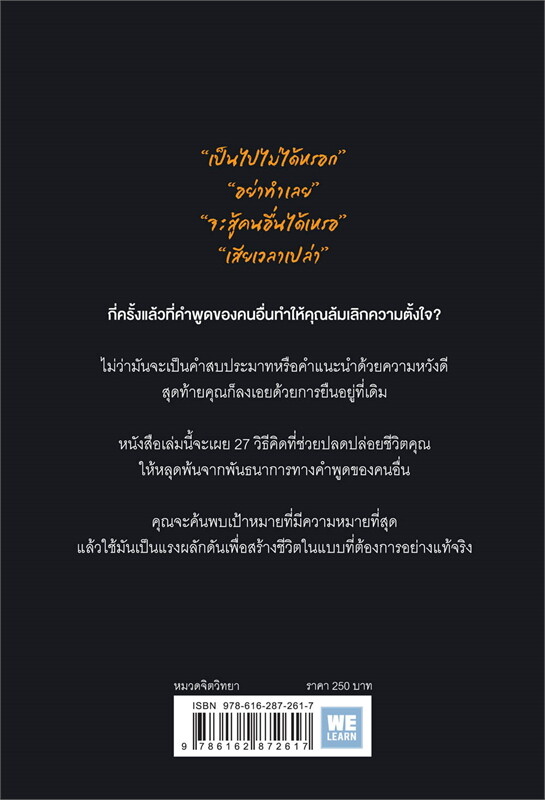 “เป็นไปไม่ได้หรอก”
“อย่าทำเลย”
“จะสู้คนอื่นได้เหรอ”
“เสียเวลาเปล่า”
กี่ครั้งแล้วที่คำพูดของคนอื่นทำให้คุณล้มเลิกความตั้งใจ?
ไม่ว่ามันจะเป็นคำสบประมาทหรือคำแนะนำด้วยความหวังดี
สุดท้ายคุณก็ลงเอยด้วยการยืนอยู่ที่เดิม
หนังสือเล่มนี้จะเผย 27 วิธีคิดที่ช่วยปลดปล่อยชีวิตคุณ
ให้หลุดพ้นจากพันธนาการทางคำพูดของคนอื่น
คุณจะค้นพบเป้าหมายที่มีความหมายที่สุด
แล้วใช้มันเป็นแรงผลักดันเพื่อสร้างชีวิตในแบบที่ต้องการอย่างแท้จริง
หมวดจิตวิทยา ราคา 250 บาท
ISBN 978-616-287-261-7
9 786162 872617
WE
LEARN